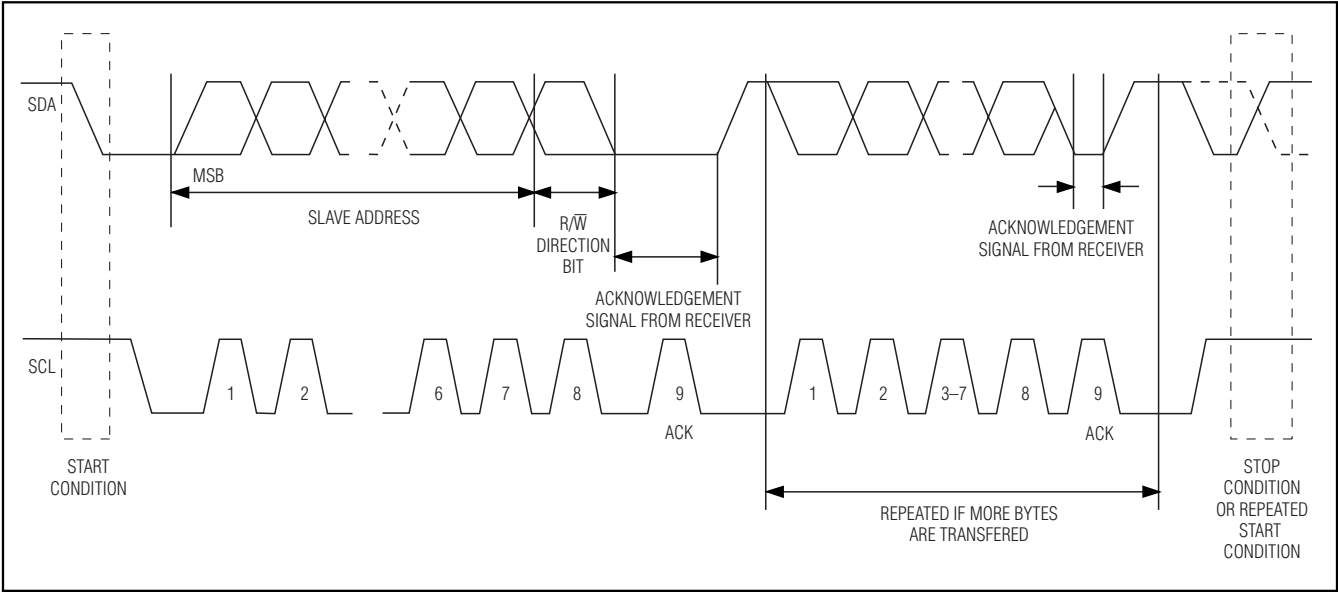 SDA
MSB
SLAVE ADDRESS
R/W̅
DIRECTION
BIT
ACKNOWLEDGEMENT
SIGNAL FROM RECEIVER
ACKNOWLEDGEMENT
SIGNAL FROM RECEIVER
SCL
1
2
6
7
8
9
ACK
1
2
3–7
8
9
ACK
START
CONDITION
REPEATED IF MORE BYTES
ARE TRANSFERED
STOP
CONDITION
OR REPEATED
START
CONDITION